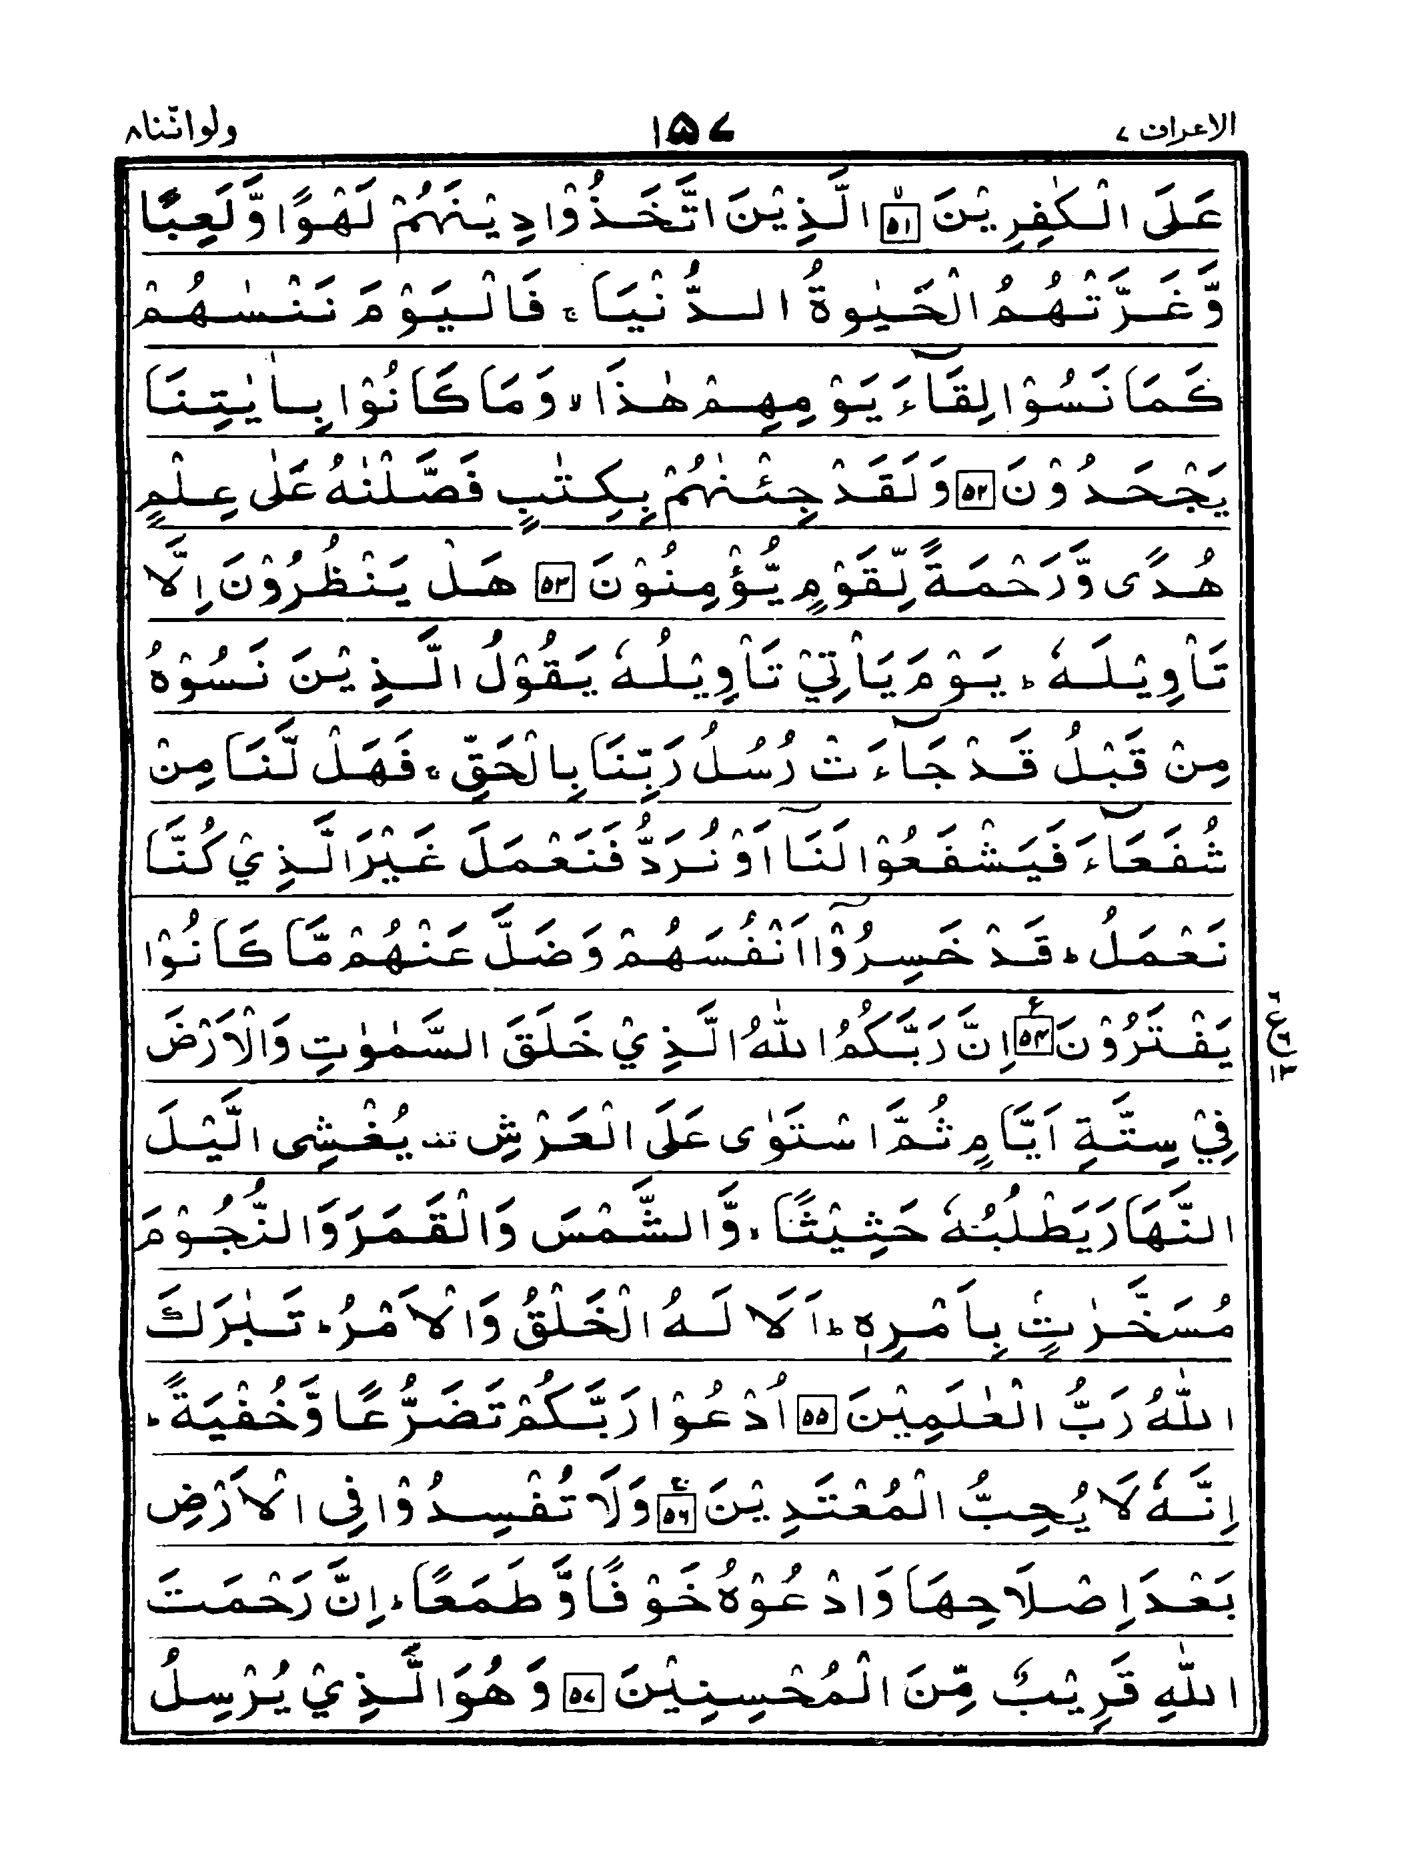 الاعراف ٧ ١٥٧ ولواننا ٨
عَلَى الْكٰفِرِيْنَ ۙ ٥١ الَّذِيْنَ اتَّخَذُوْا دِيْنَهُمْ لَهْوًا وَّلَعِبًا
وَّغَرَّتْهُمُ الْحَيٰوةُ الدُّنْيَا ۚ فَالْيَوْمَ نَنْسٰىهُمْ
كَمَا نَسُوْا لِقَآءَ يَوْمِهِمْ هٰذَا ۙ وَمَا كَانُوْا بِاٰيٰتِنَا
يَجْحَدُوْنَ ٥٢ وَلَقَدْ جِئْنٰهُمْ بِكِتٰبٍ فَصَّلْنٰهُ عَلٰى عِلْمٍ
هُدًى وَّرَحْمَةً لِّقَوْمٍ يُّؤْمِنُوْنَ ٥٣ هَلْ يَنْظُرُوْنَ اِلَّا
تَاْوِيْلَهٗ ؕ يَوْمَ يَاْتِيْ تَاْوِيْلُهٗ يَقُوْلُ الَّذِيْنَ نَسُوْهُ
مِنْ قَبْلُ قَدْ جَآءَتْ رُسُلُ رَبِّنَا بِالْحَقِّ ۚ فَهَلْ لَّنَا مِنْ
شُفَعَآءَ فَيَشْفَعُوْا لَنَآ اَوْ نُرَدُّ فَنَعْمَلَ غَيْرَ الَّذِيْ كُنَّا
نَعْمَلُ ؕ قَدْ خَسِرُوْٓا اَنْفُسَهُمْ وَضَلَّ عَنْهُمْ مَّا كَانُوْا
يَفْتَرُوْنَ ع ٥٤ اِنَّ رَبَّكُمُ اللّٰهُ الَّذِيْ خَلَقَ السَّمٰوٰتِ وَالْاَرْضَ
فِيْ سِتَّةِ اَيَّامٍ ثُمَّ اسْتَوٰى عَلَى الْعَرْشِ قف يُغْشِى الَّيْلَ
النَّهَارَ يَطْلُبُهٗ حَثِيْثًا ۙ وَّالشَّمْسَ وَالْقَمَرَ وَالنُّجُوْمَ
مُسَخَّرٰتٍۢ بِاَمْرِهٖ ؕ اَلَا لَهُ الْخَلْقُ وَالْاَمْرُ ؕ تَبٰرَكَ
اللّٰهُ رَبُّ الْعٰلَمِيْنَ ٥٥ اُدْعُوْا رَبَّكُمْ تَضَرُّعًا وَّخُفْيَةً ؕ
اِنَّهٗ لَا يُحِبُّ الْمُعْتَدِيْنَ ۚ ٥٦ وَلَا تُفْسِدُوْا فِى الْاَرْضِ
بَعْدَ اِصْلَاحِهَا وَادْعُوْهُ خَوْفًا وَّطَمَعًا ؕ اِنَّ رَحْمَتَ
اللّٰهِ قَرِيْبٌ مِّنَ الْمُحْسِنِيْنَ ٥٧ وَهُوَ الَّذِيْ يُرْسِلُ